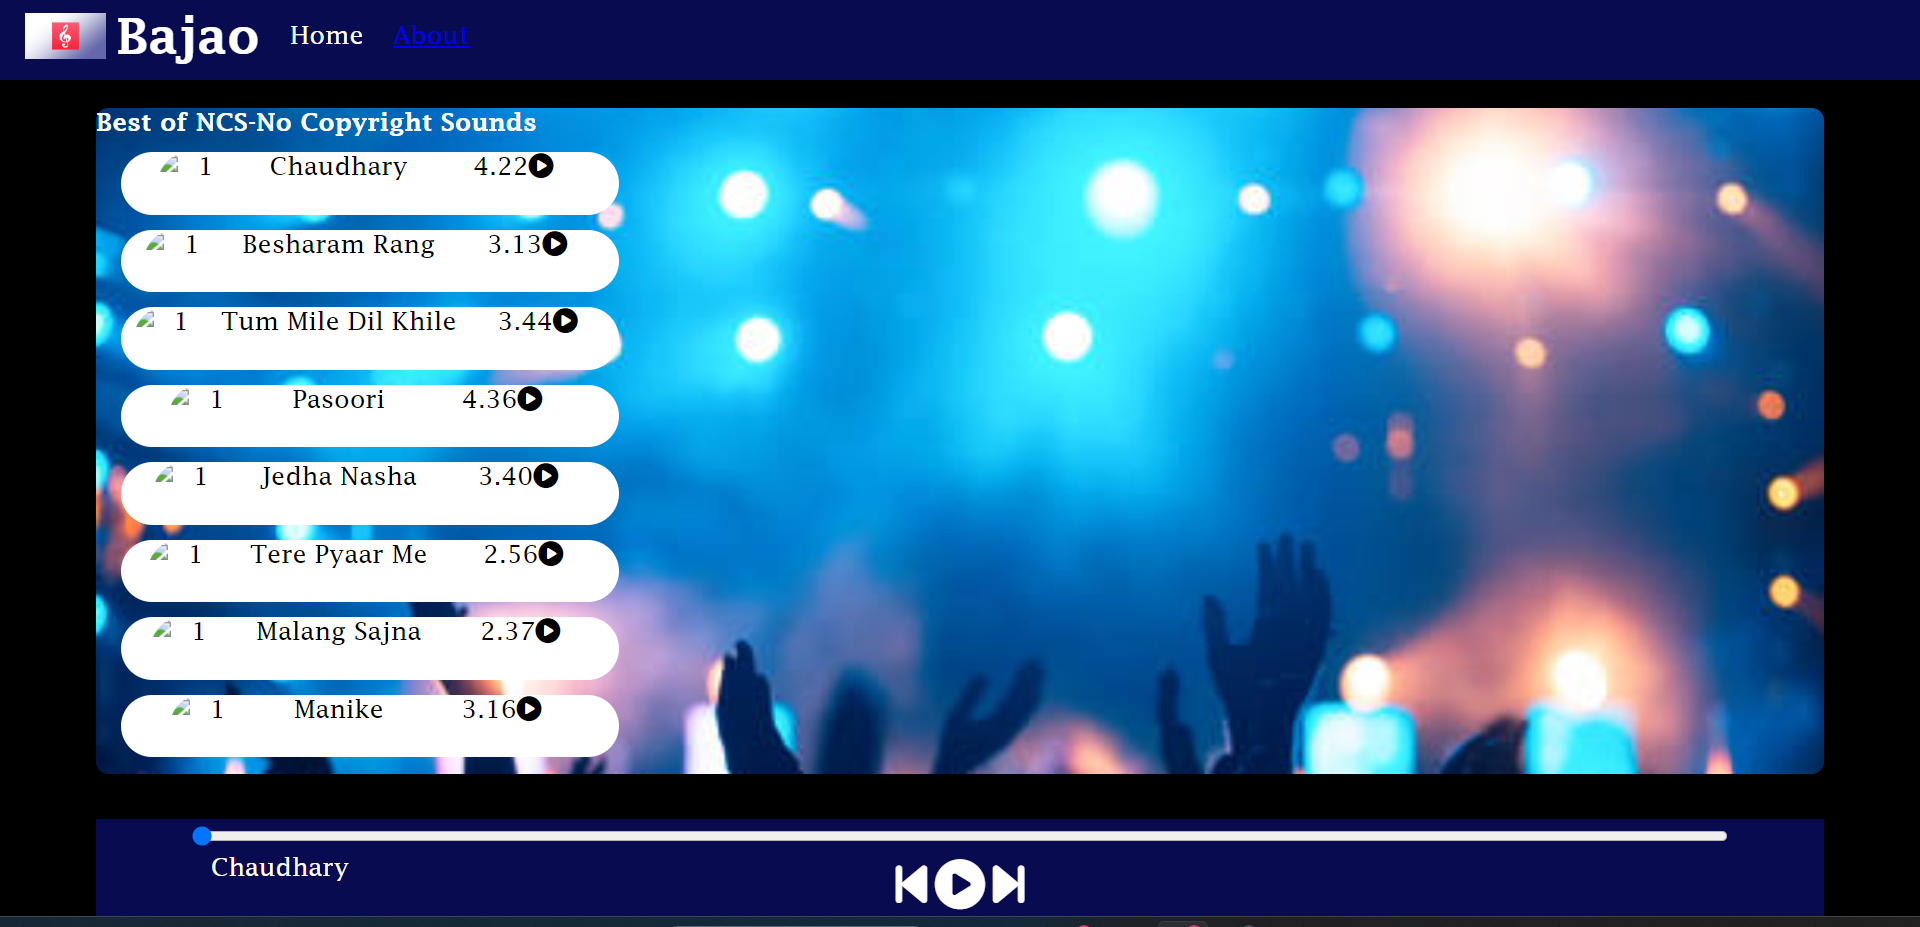 Bajao Home About
Best of NCS-No Copyright Sounds
1 Chaudhary 4.22
1 Besharam Rang 3.13
1 Tum Mile Dil Khile 3.44
1 Pasoori 4.36
1 Jedha Nasha 3.40
1 Tere Pyaar Me 2.56
1 Malang Sajna 2.37
1 Manike 3.16
Chaudhary